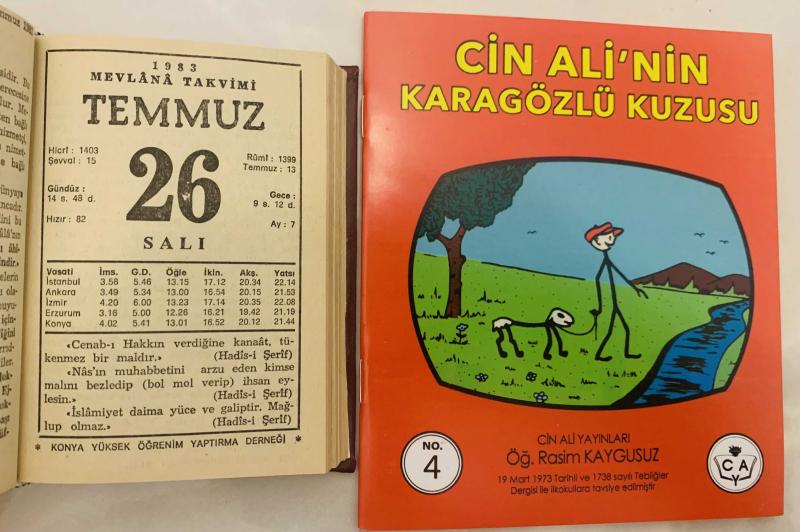 mmuz 198
1983
MEVLÂNÂ TAKVİMİ
TEMMUZ
Hicrî : 1403
Şevval : 15
Rûmî : 1399
Temmuz : 13
26
Gündüz :
14 s. 48 d.
Gece :
9 s. 12 d.
Hızır : 82
Ay : 7
SALI
Vasati İms. G.D. Öğle İkin. Akş. Yatsı
İstanbul 3.58 5.46 13.15 17.12 20.34 22.14
Ankara 3.49 5.34 13.00 16.54 20.15 21.53
İzmir 4.20 6.00 13.23 17.14 20.35 22.08
Erzurum 3.16 5.00 12.26 16.21 19.42 21.19
Konya 4.02 5.41 13.01 16.52 20.12 21.44
«Cenab-ı Hakkın verdiğine kanaât, tü-
kenmez bir maldır.» (Hadîs-i Şerîf)
«Nâs'ın muhabbetini arzu eden kimse
malını bezledip (bol mol verip) ihsan ey-
lesin.» (Hadîs-i Şerîf)
«İslâmiyet daima yüce ve galiptir. Mağ-
lup olmaz.» (Hadîs-i Şerîf)
* KONYA YÜKSEK ÖĞRENİM YAPTIRMA DERNEĞİ *
CİN ALİ'NİN
KARAGÖZLÜ KUZUSU
NO.
4
CİN ALİ YAYINLARI
Öğ. Rasim KAYGUSUZ
19 Mart 1973 Tarihli ve 1738 sayılı Tebliğler
Dergisi ile ilkokullara tavsiye edilmiştir
C A
Y